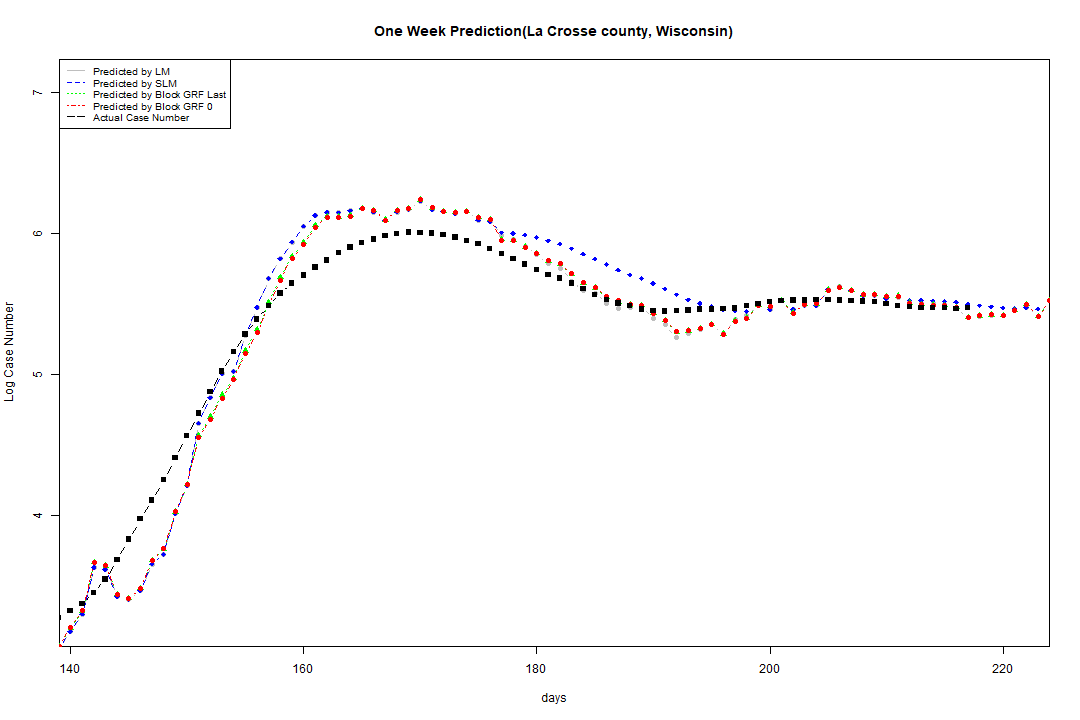 One Week Prediction(La Crosse county, Wisconsin)
Predicted by LM
Predicted by SLM
Predicted by Block GRF Last
Predicted by Block GRF 0
Actual Case Number
7
6
5
4
Log Case Number
140 160 180 200 220
days